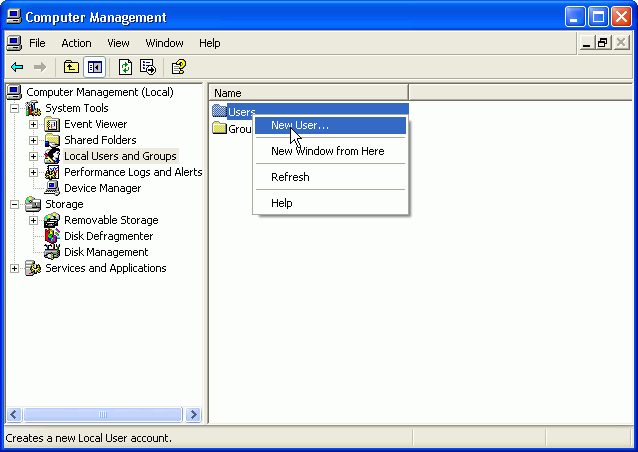 Computer Management
File Action View Window Help
Name
Computer Management (Local)
System Tools
Event Viewer
Shared Folders
Local Users and Groups
Performance Logs and Alerts
Device Manager
Storage
Removable Storage
Disk Defragmenter
Disk Management
Services and Applications
Users
Grou
New User...
New Window from Here
Refresh
Help
Creates a new Local User account.